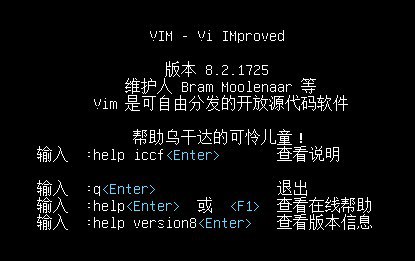 VIM - Vi IMproved
版本 8.2.1725
维护人 Bram Moolenaar 等
Vim 是可自由分发的开放源代码软件
帮助乌干达的可怜儿童！
输入 :help iccf<Enter> 查看说明
输入 :q<Enter> 退出
输入 :help<Enter> 或 <F1> 查看在线帮助
输入 :help version8<Enter> 查看版本信息